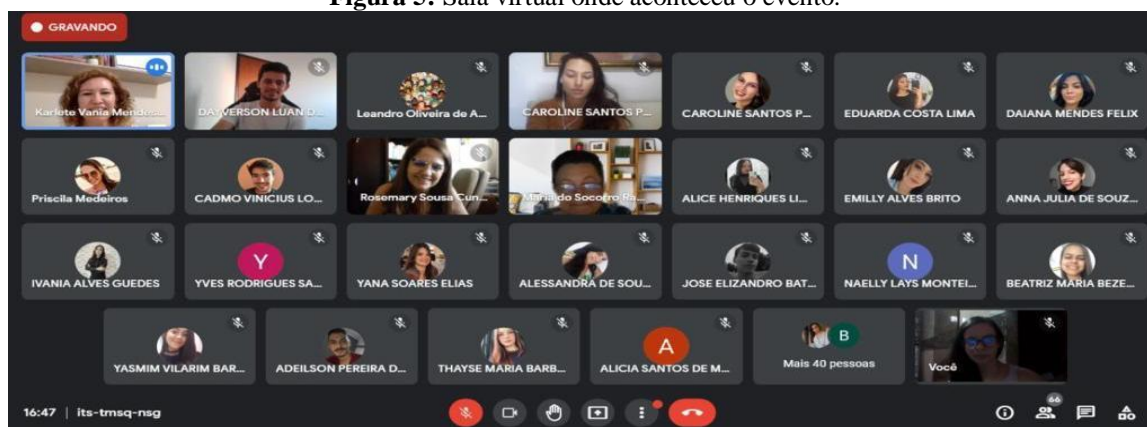 Figura 5: Sala virtual onde aconteceu o evento.
GRAVANDO
Karlete Vania Mendes...
DAYVERSON LUAN D...
Leandro Oliveira de A...
CAROLINE SANTOS P...
CAROLINE SANTOS P...
EDUARDA COSTA LIMA
DAIANA MENDES FELIX
Priscila Medeiros
CADMO VINICIUS LO...
Rosemary Sousa Cun...
Maria do Socorro Ra...
ALICE HENRIQUES LI...
EMILLY ALVES BRITO
ANNA JÚLIA DE SOUZ...
IVANIA ALVES GUEDES
Y
YVES RODRIGUES SA...
YANA SOARES ELIAS
ALESSANDRA DE SOU...
JOSE ELIZANDRO BAT...
N
NAELLY LAYS MONTEI...
BEATRIZ MARIA BEZE...
YASMIM VILARIM BAR...
ADEILSON PEREIRA D...
THAYSE MARIA BARB...
A
ALICIA SANTOS DE M...
B
Mais 40 pessoas
Você
16:47 | its-tmsq-nsg
66